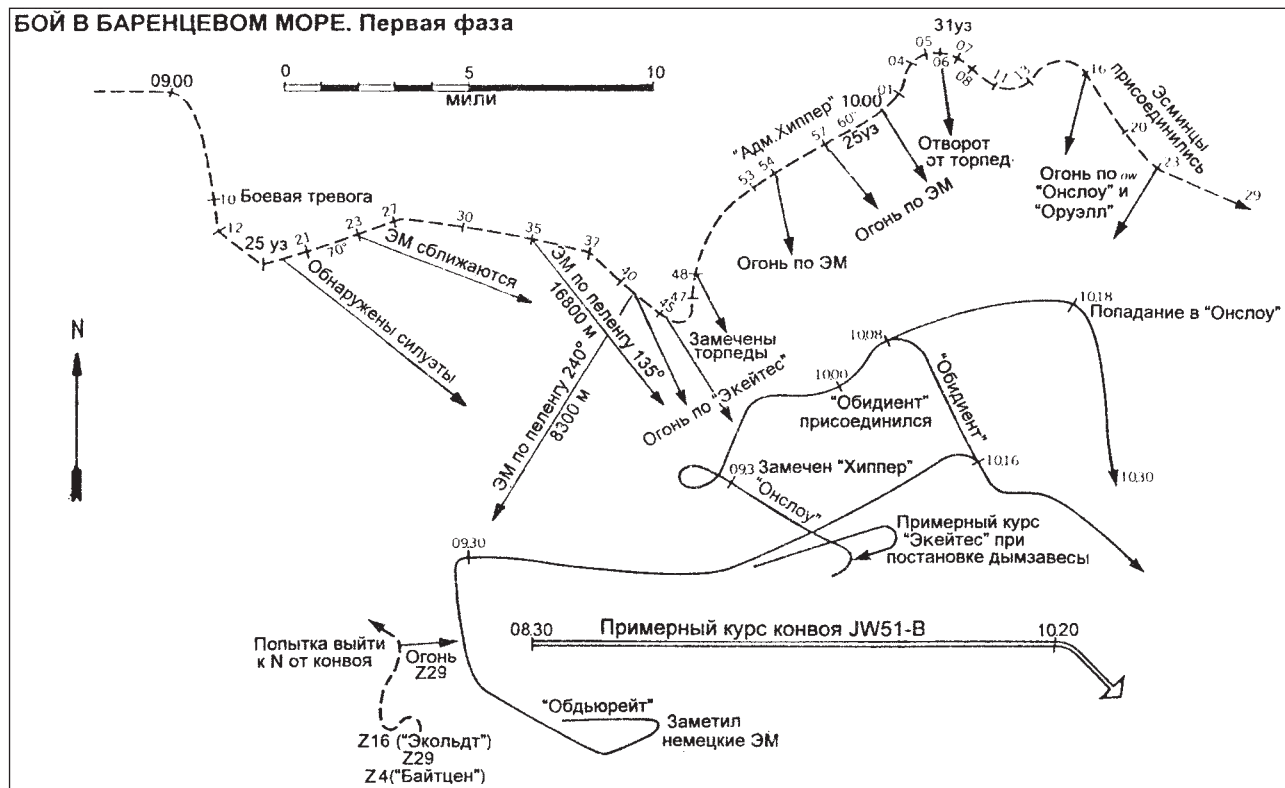 БОЙ В БАРЕНЦЕВОМ МОРЕ. Первая фаза
0
5
10
МИЛИ
09.00
10
Боевая тревога
12
25 уз
21
70°
23
27
30
35
37
40
45
47
48
53
54
57
60°
10.00
25уз
01
04
05
31уз
06
07
08
11
13
16
20
23
29
"Адм.Хиппер"
Обнаружены силуэты
ЭМ сближаются
ЭМ по пеленгу 135°
16800 м
ЭМ по пеленгу 240°
8300 м
Огонь по "Экейтес"
Замечены
торпеды
Огонь по ЭМ
Огонь по ЭМ
Отворот
от торпед
Огонь по
"Онслоу" и
"Оруэлл"
Эсминцы
присоединились
N
10.18
Попадание в "Онслоу"
10.08
10.00
"Обидиент"
присоединился
"Обидиент"
10.16
10.30
09.3
Замечен "Хиппер"
"Онслоу"
Примерный курс
"Экейтес" при
постановке дымзавесы
09.30
08.30
Примерный курс конвоя JW51-B
10.20
Попытка выйти
к N от конвоя
Огонь
Z29
"Обдьюрейт"
Заметил
немецкие ЭМ
Z16 ("Экольдт")
Z29
Z4("Байтцен")